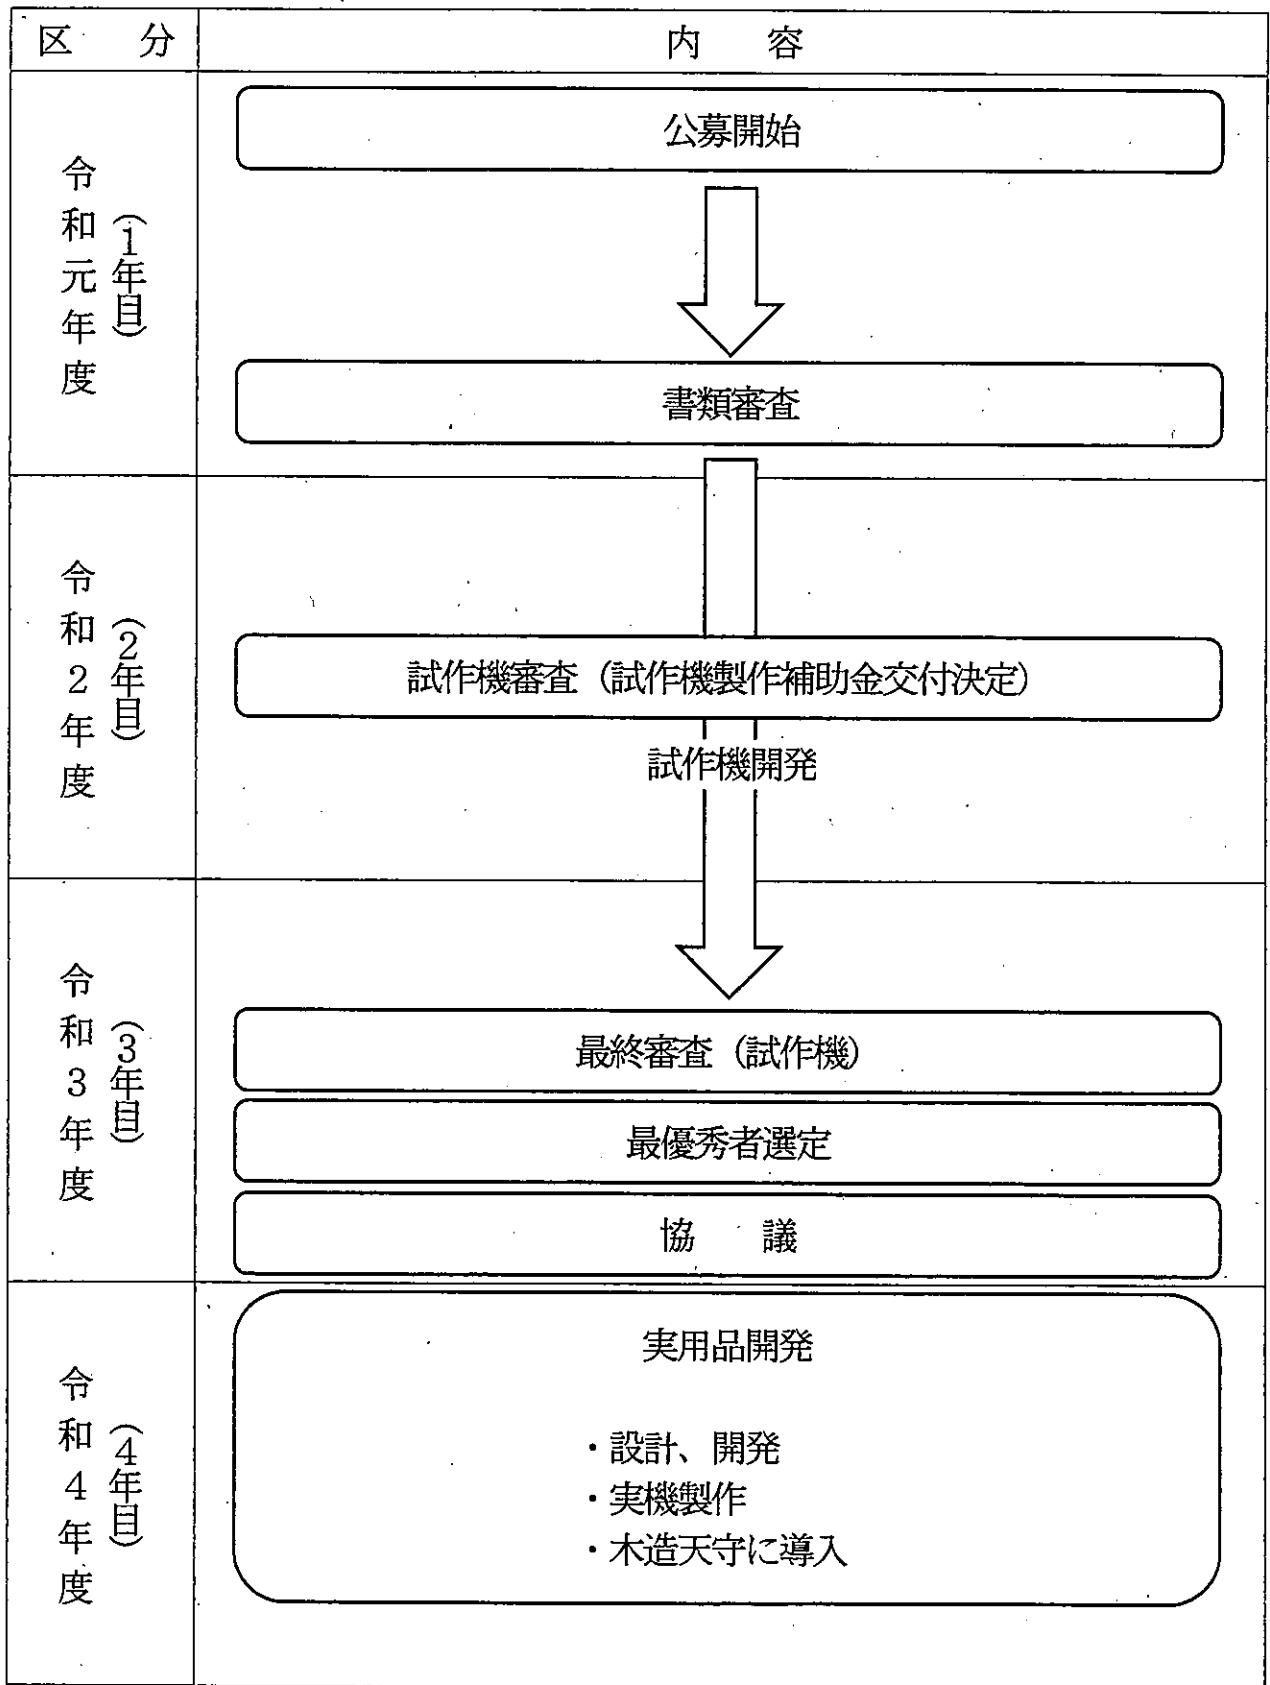 区　分
内　容
令和元年度
（1年目）
公募開始
書類審査
令和2年度
（2年目）
試作機審査（試作機製作補助金交付決定）
試作機開発
令和3年度
（3年目）
最終審査（試作機）
最優秀者選定
協　議
令和4年度
（4年目）
実用品開発
・設計、開発
・実機製作
・木造天守に導入